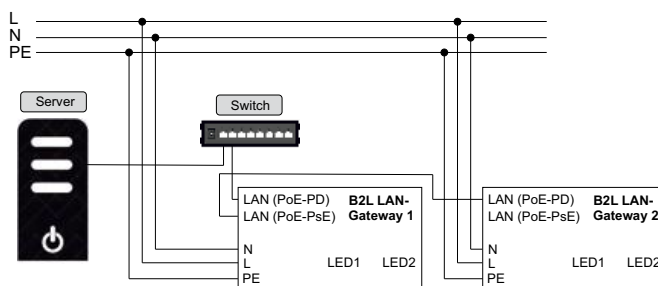 L
N
PE
Server
Switch
LAN (PoE-PD)
LAN (PoE-PsE)
B2L LAN-
Gateway 1
N
L
PE
LED1
LED2
LAN (PoE-PD)
LAN (PoE-PsE)
B2L LAN-
Gateway 2
N
L
PE
LED1
LED2